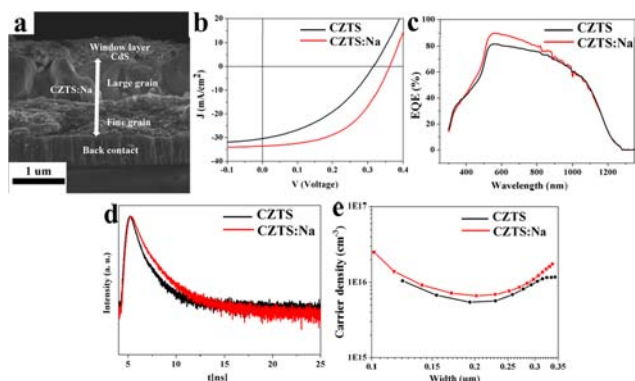 a
Window layer
CdS
CZTS:Na
Large grain
Fine grain
Back contact
1 um
b
CZTS
CZTS:Na
J (mA/cm²)
20
10
0
-10
-20
-30
-40
-0.1 0.0 0.1 0.2 0.3 0.4
V (Voltage)
c
CZTS
CZTS:Na
EQE (%)
100
80
60
40
20
0
400 600 800 1000 1200
Wavelength (nm)
d
CZTS
CZTS:Na
Intensity (a. u.)
5 10 15 20 25
t[ns]
e
CZTS
CZTS:Na
Carrier density (cm⁻³)
1E17
1E16
1E15
0.1 0.15 0.2 0.25 0.3 0.35
Width (um)